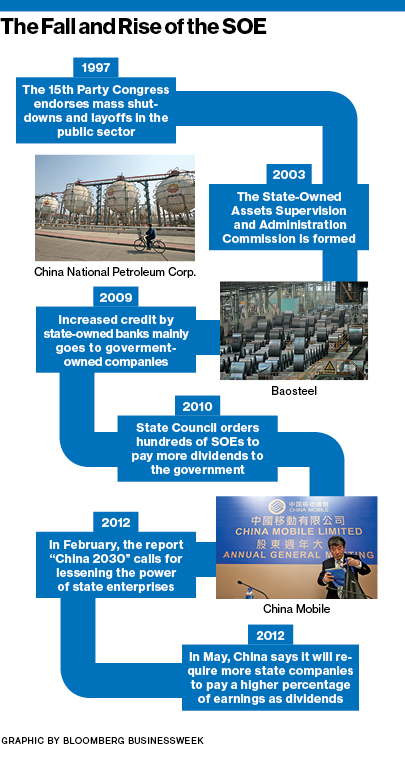 The Fall and Rise of the SOE
1997
The 15th Party Congress
endorses mass shut-
downs and layoffs in the
public sector
2003
The State-Owned
Assets Supervision
and Administration
Commission is formed
China National Petroleum Corp.
2009
Increased credit by
state-owned banks mainly
goes to goverment-
owned companies
Baosteel
2010
State Council orders
hundreds of SOEs to
pay more dividends to
the government
中国移动通信
CHINA MOBILE
中國移動有限公司
CHINA MOBILE LIMITED
股東週年大
ANNUAL GENERAL MEETING
China Mobile
2012
In February, the report
“China 2030” calls for
lessening the power
of state enterprises
2012
In May, China says it will re-
quire more state companies
to pay a higher percentage
of earnings as dividends
GRAPHIC BY BLOOMBERG BUSINESSWEEK